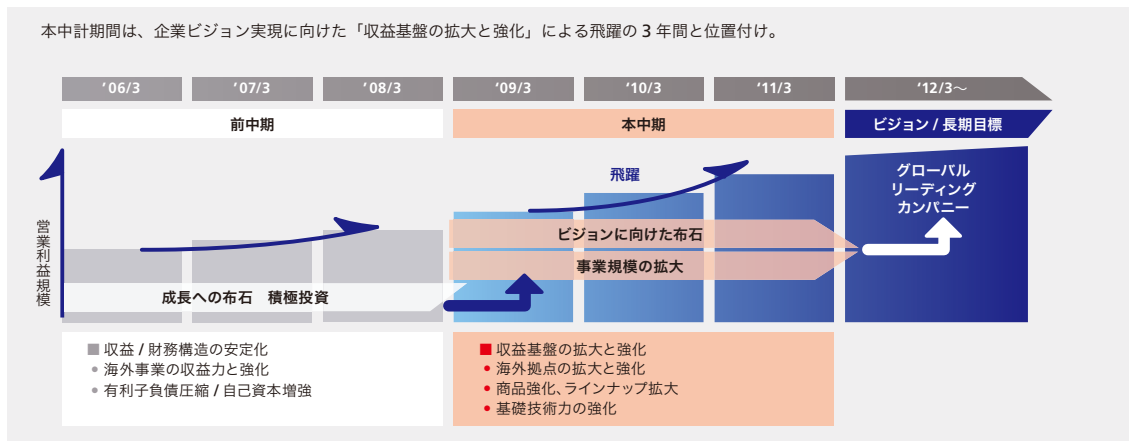 本中計期間は、企業ビジョン実現に向けた「収益基盤の拡大と強化」による飛躍の 3 年間と位置付け。
’06/3
’07/3
’08/3
‘09/3
‘10/3
‘11/3
‘12/3〜
前中期
本中期
ビジョン / 長期目標
営業利益規模
飛躍
グローバル
リーディング
カンパニー
ビジョンに向けた布石
事業規模の拡大
成長への布石　積極投資
■ 収益 / 財務構造の安定化
• 海外事業の収益力と強化
• 有利子負債圧縮 / 自己資本増強
■ 収益基盤の拡大と強化
• 海外拠点の拡大と強化
• 商品強化、ラインナップ拡大
• 基礎技術力の強化